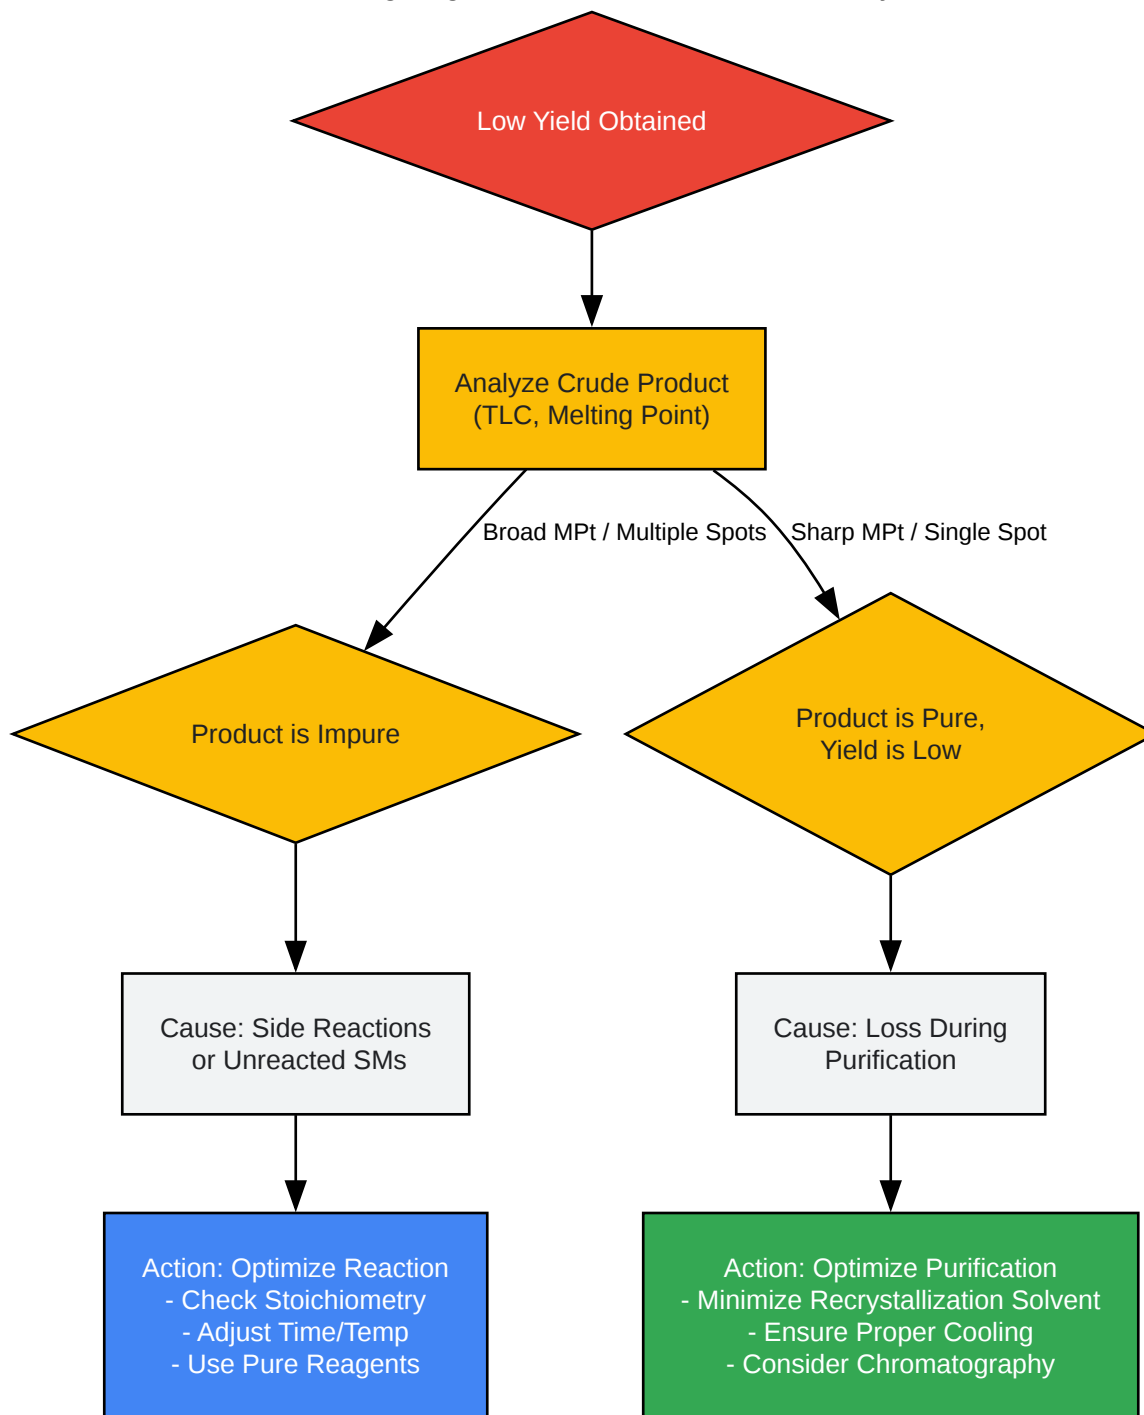 Low Yield Obtained
Analyze Crude Product
(TLC, Melting Point)
Broad MPt / Multiple Spots
Sharp MPt / Single Spot
Product is Impure
Product is Pure,
Yield is Low
Cause: Side Reactions
or Unreacted SMs
Cause: Loss During
Purification
Action: Optimize Reaction
- Check Stoichiometry
- Adjust Time/Temp
- Use Pure Reagents
Action: Optimize Purification
- Minimize Recrystallization Solvent
- Ensure Proper Cooling
- Consider Chromatography